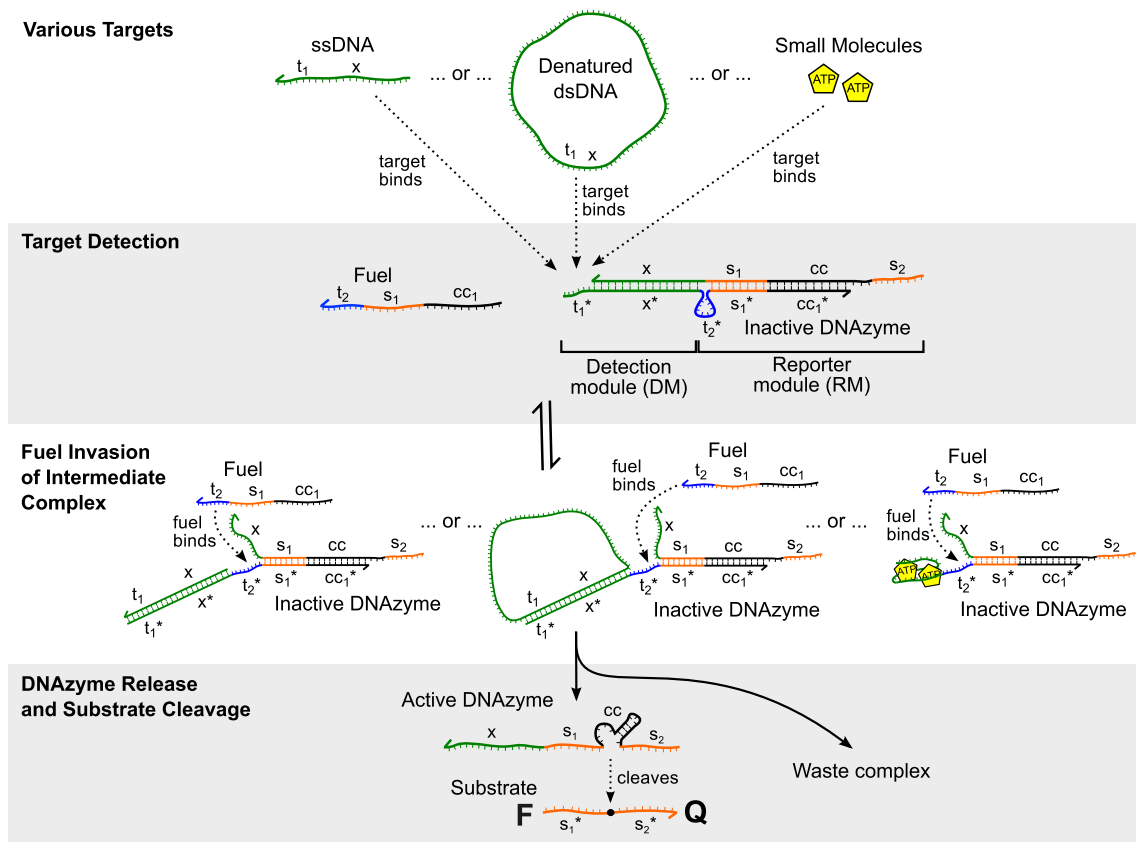 Various Targets
ssDNA
t1 x
... or ...
Denatured
dsDNA
t1 x
... or ...
Small Molecules
ATP ATP
target
binds
target
binds
target
binds
Target Detection
Fuel
t2 s1 cc1
x s1 cc s2
t1* x* s1* cc1*
t2* Inactive DNAzyme
Detection
module (DM)
Reporter
module (RM)
Fuel Invasion
of Intermediate
Complex
Fuel
t2 s1 cc1
fuel
binds
x
s1 cc s2
x
t2* s1* cc1*
t1 x*
t1*
Inactive DNAzyme
... or ...
Fuel
t2 s1 cc1
fuel
binds
x
s1 cc s2
x
t2* s1* cc1*
t1 x*
t1*
Inactive DNAzyme
... or ...
Fuel
t2 s1 cc1
fuel
binds
x
s1 cc s2
ATP ATP
t2* s1* cc1*
Inactive DNAzyme
DNAzyme Release
and Substrate Cleavage
Active DNAzyme
cc
x s1 s2
cleaves
Substrate
F Q
s1* s2*
Waste complex